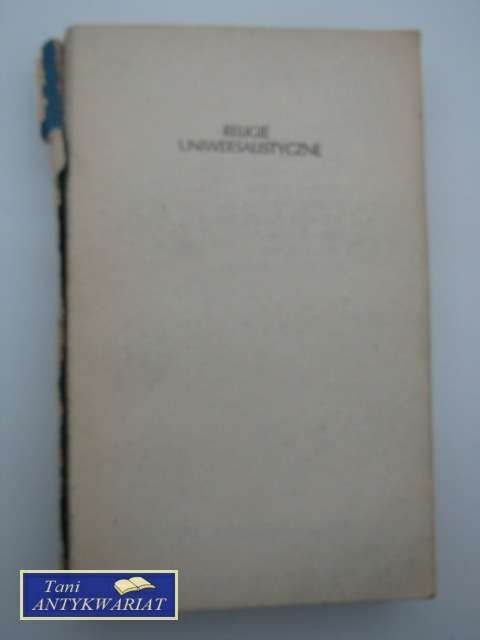 RELIGIE
UNIWERSALISTYCZNE
Tani
ANTYKWARIAT